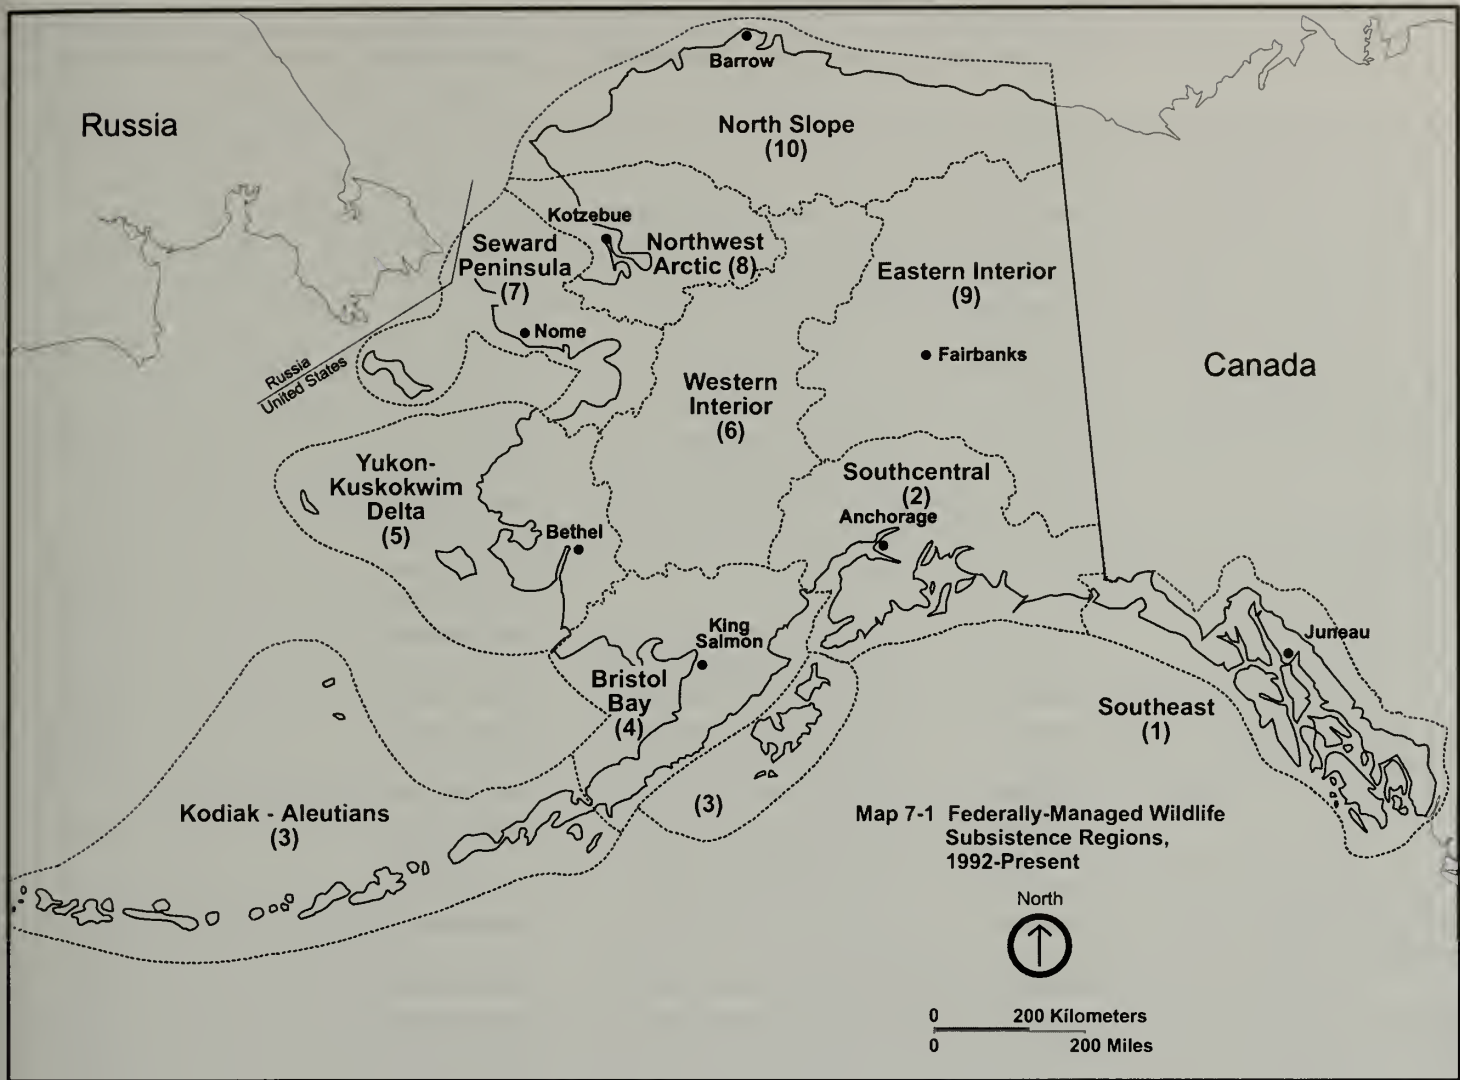 Barrow
Russia
North Slope
(10)
Kotzebue
Northwest
Arctic (8)
Seward
Peninsula
(7)
Eastern Interior
(9)
Nome
Fairbanks
Russia
United States
Canada
Western
Interior
(6)
Yukon-
Kuskokwim
Delta
(5)
Southcentral
(2)
Anchorage
Bethel
King
Salmon
Juneau
Bristol
Bay
(4)
Southeast
(1)
Kodiak - Aleutians
(3)
(3)
Map 7-1 Federally-Managed Wildlife
Subsistence Regions,
1992-Present
North
0 200 Kilometers
0 200 Miles